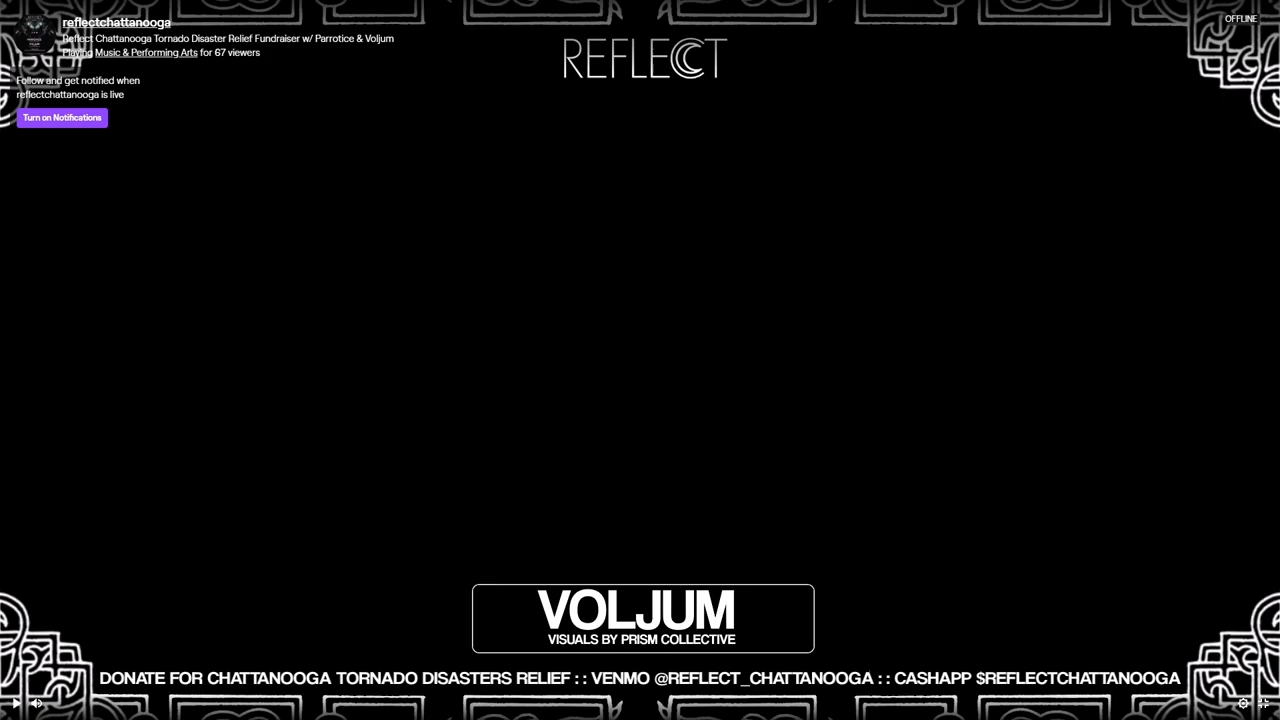 reflectchattanooga
OFFLINE
Reflect Chattanooga Tornado Disaster Relief Fundraiser w/ Parrotice & Voljum
Playing Music & Performing Arts for 67 viewers
REFLECT
Follow and get notified when
reflectchattanooga is live
Turn on Notifications
VOLJUM
VISUALS BY PRISM COLLECTIVE
DONATE FOR CHATTANOOGA TORNADO DISASTERS RELIEF : : VENMO @REFLECT_CHATTANOOGA : : CASHAPP $REFLECTCHATTANOOGA